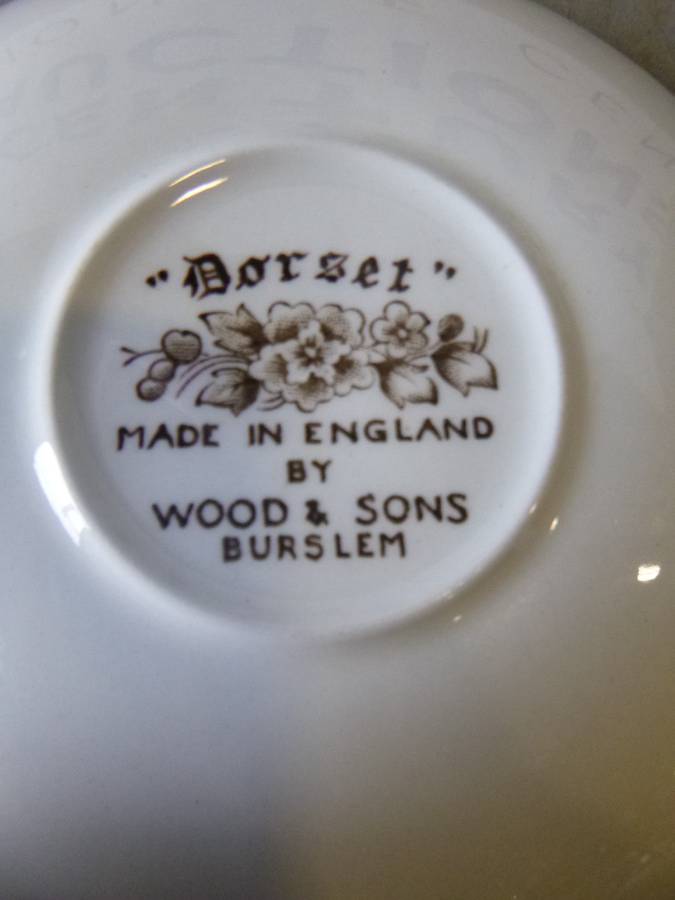 "Dorset"
MADE IN ENGLAND
BY
WOOD & SONS
BURSLEM